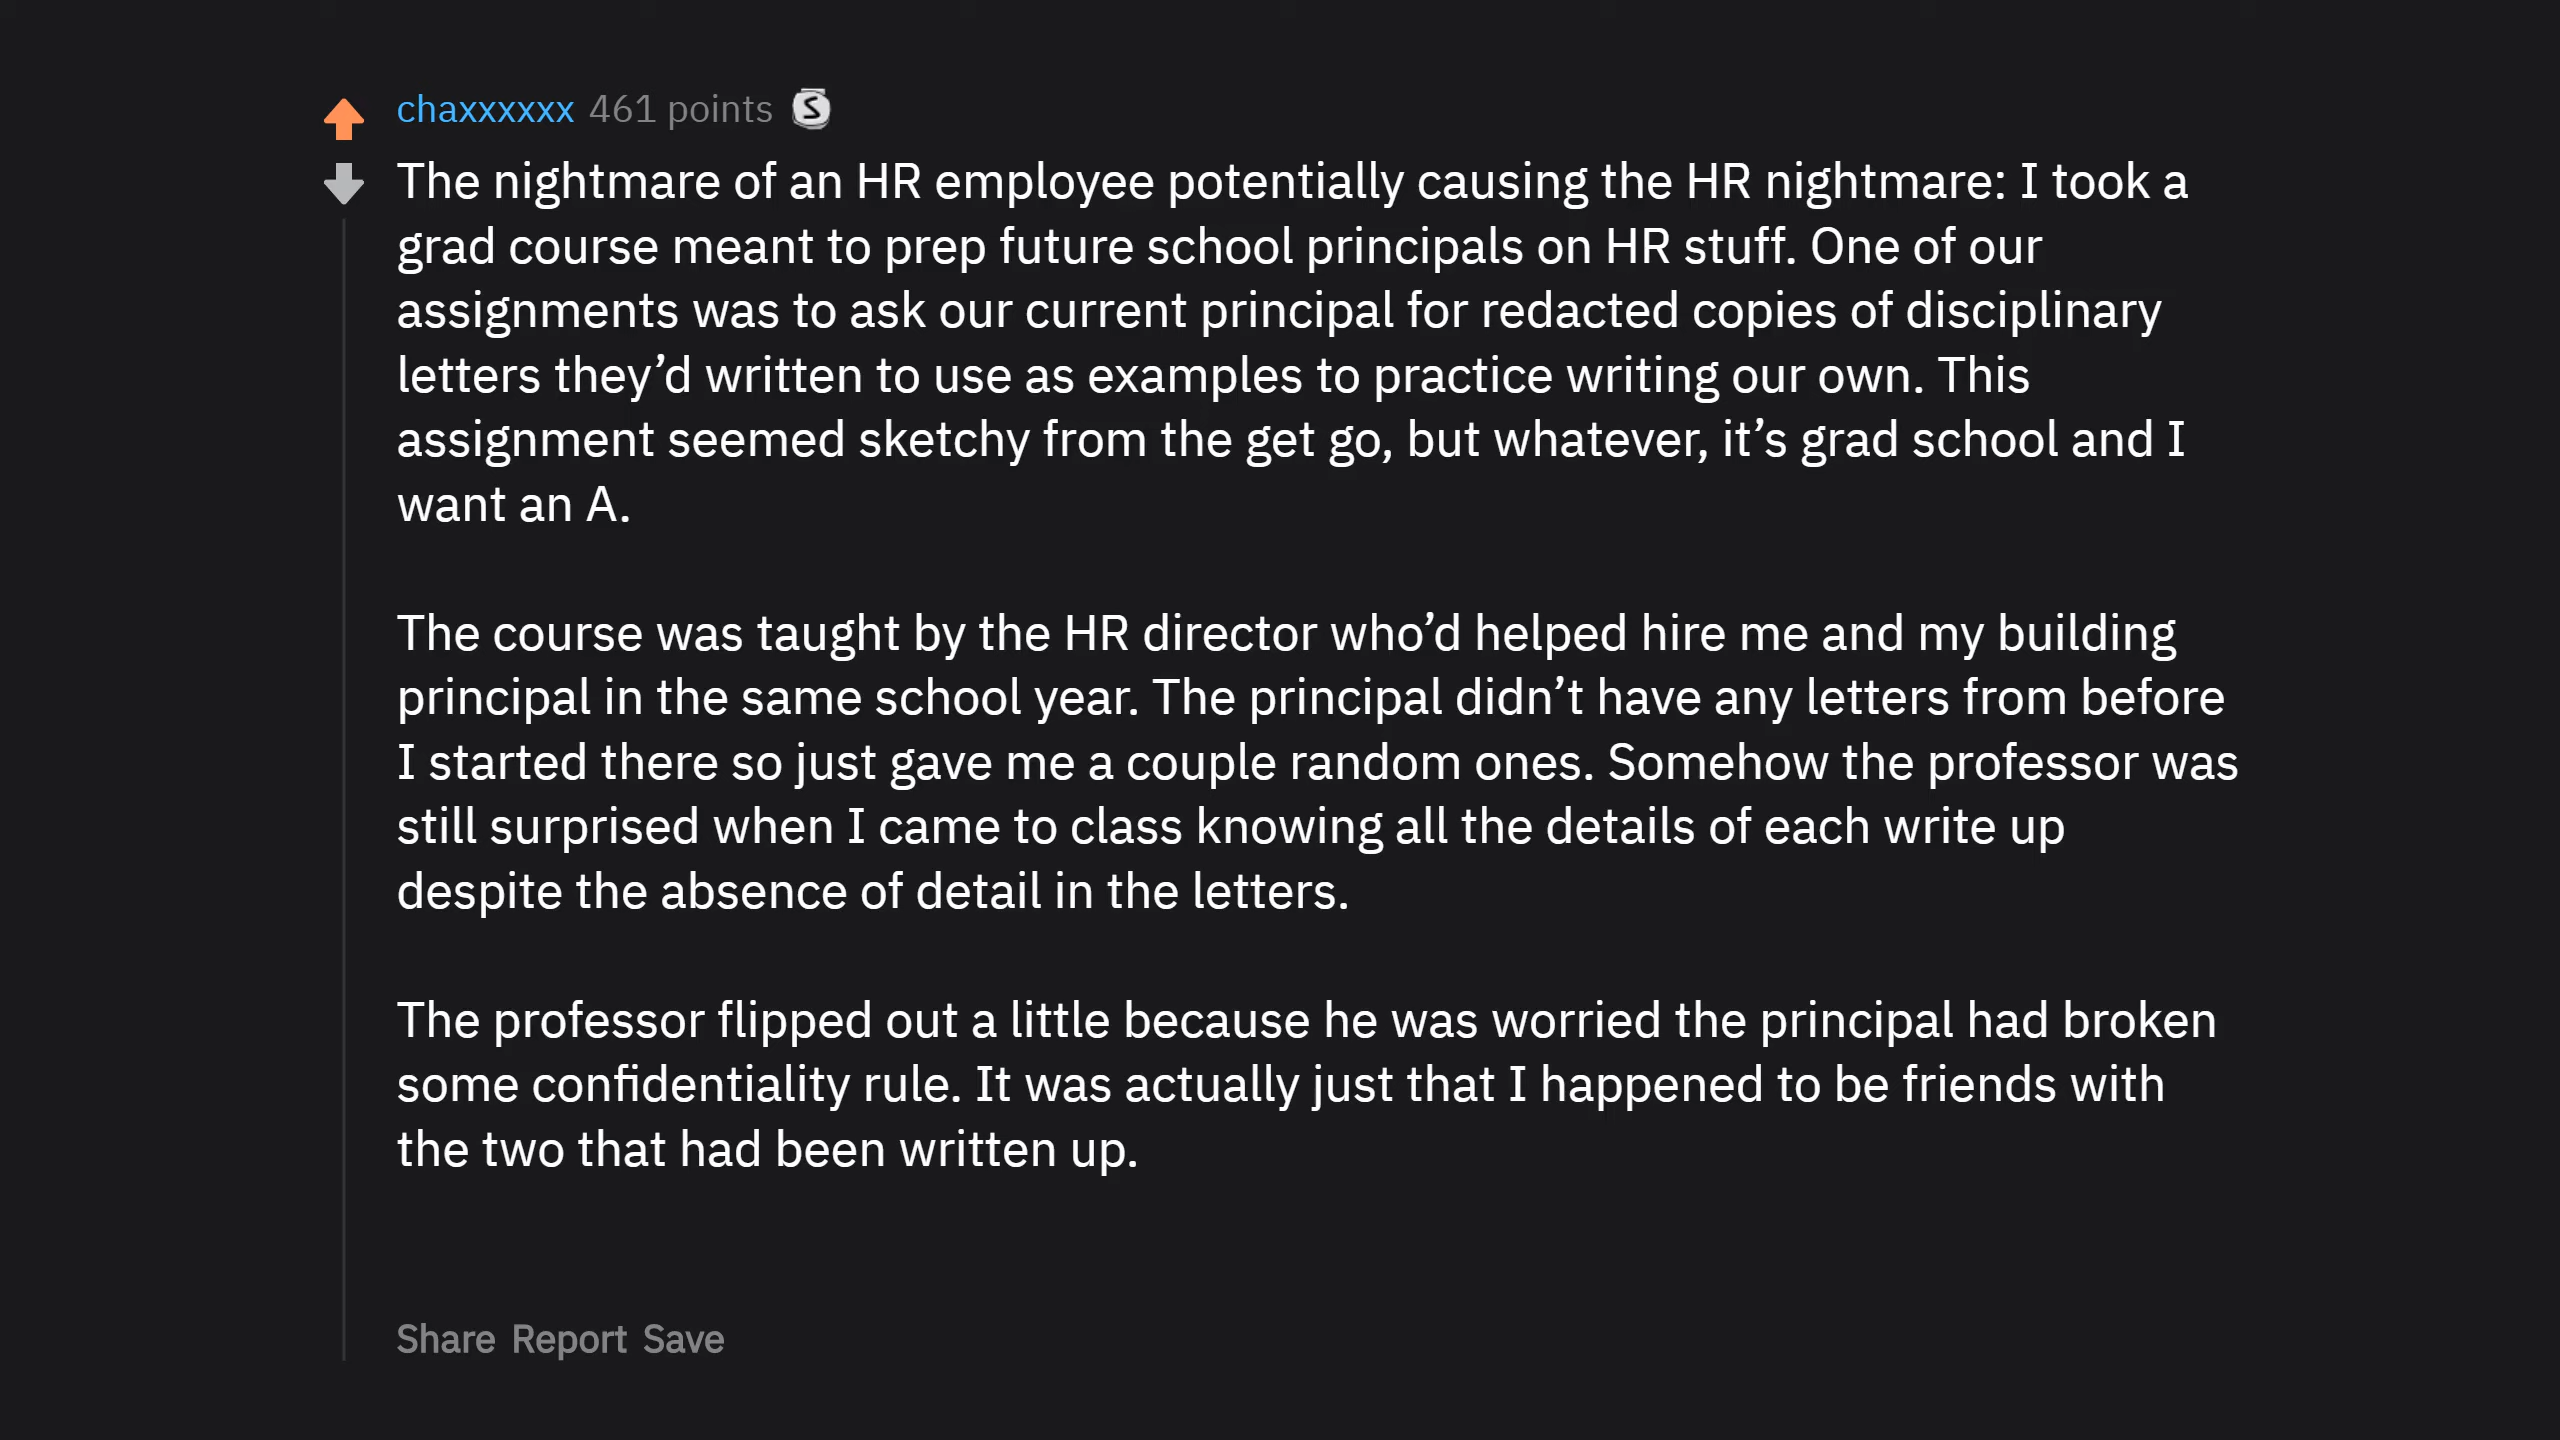 chaxxxxxx 461 points S
The nightmare of an HR employee potentially causing the HR nightmare: I took a
grad course meant to prep future school principals on HR stuff. One of our
assignments was to ask our current principal for redacted copies of disciplinary
letters they’d written to use as examples to practice writing our own. This
assignment seemed sketchy from the get go, but whatever, it’s grad school and I
want an A.
The course was taught by the HR director who’d helped hire me and my building
principal in the same school year. The principal didn’t have any letters from before
I started there so just gave me a couple random ones. Somehow the professor was
still surprised when I came to class knowing all the details of each write up
despite the absence of detail in the letters.
The professor flipped out a little because he was worried the principal had broken
some confidentiality rule. It was actually just that I happened to be friends with
the two that had been written up.
Share Report Save